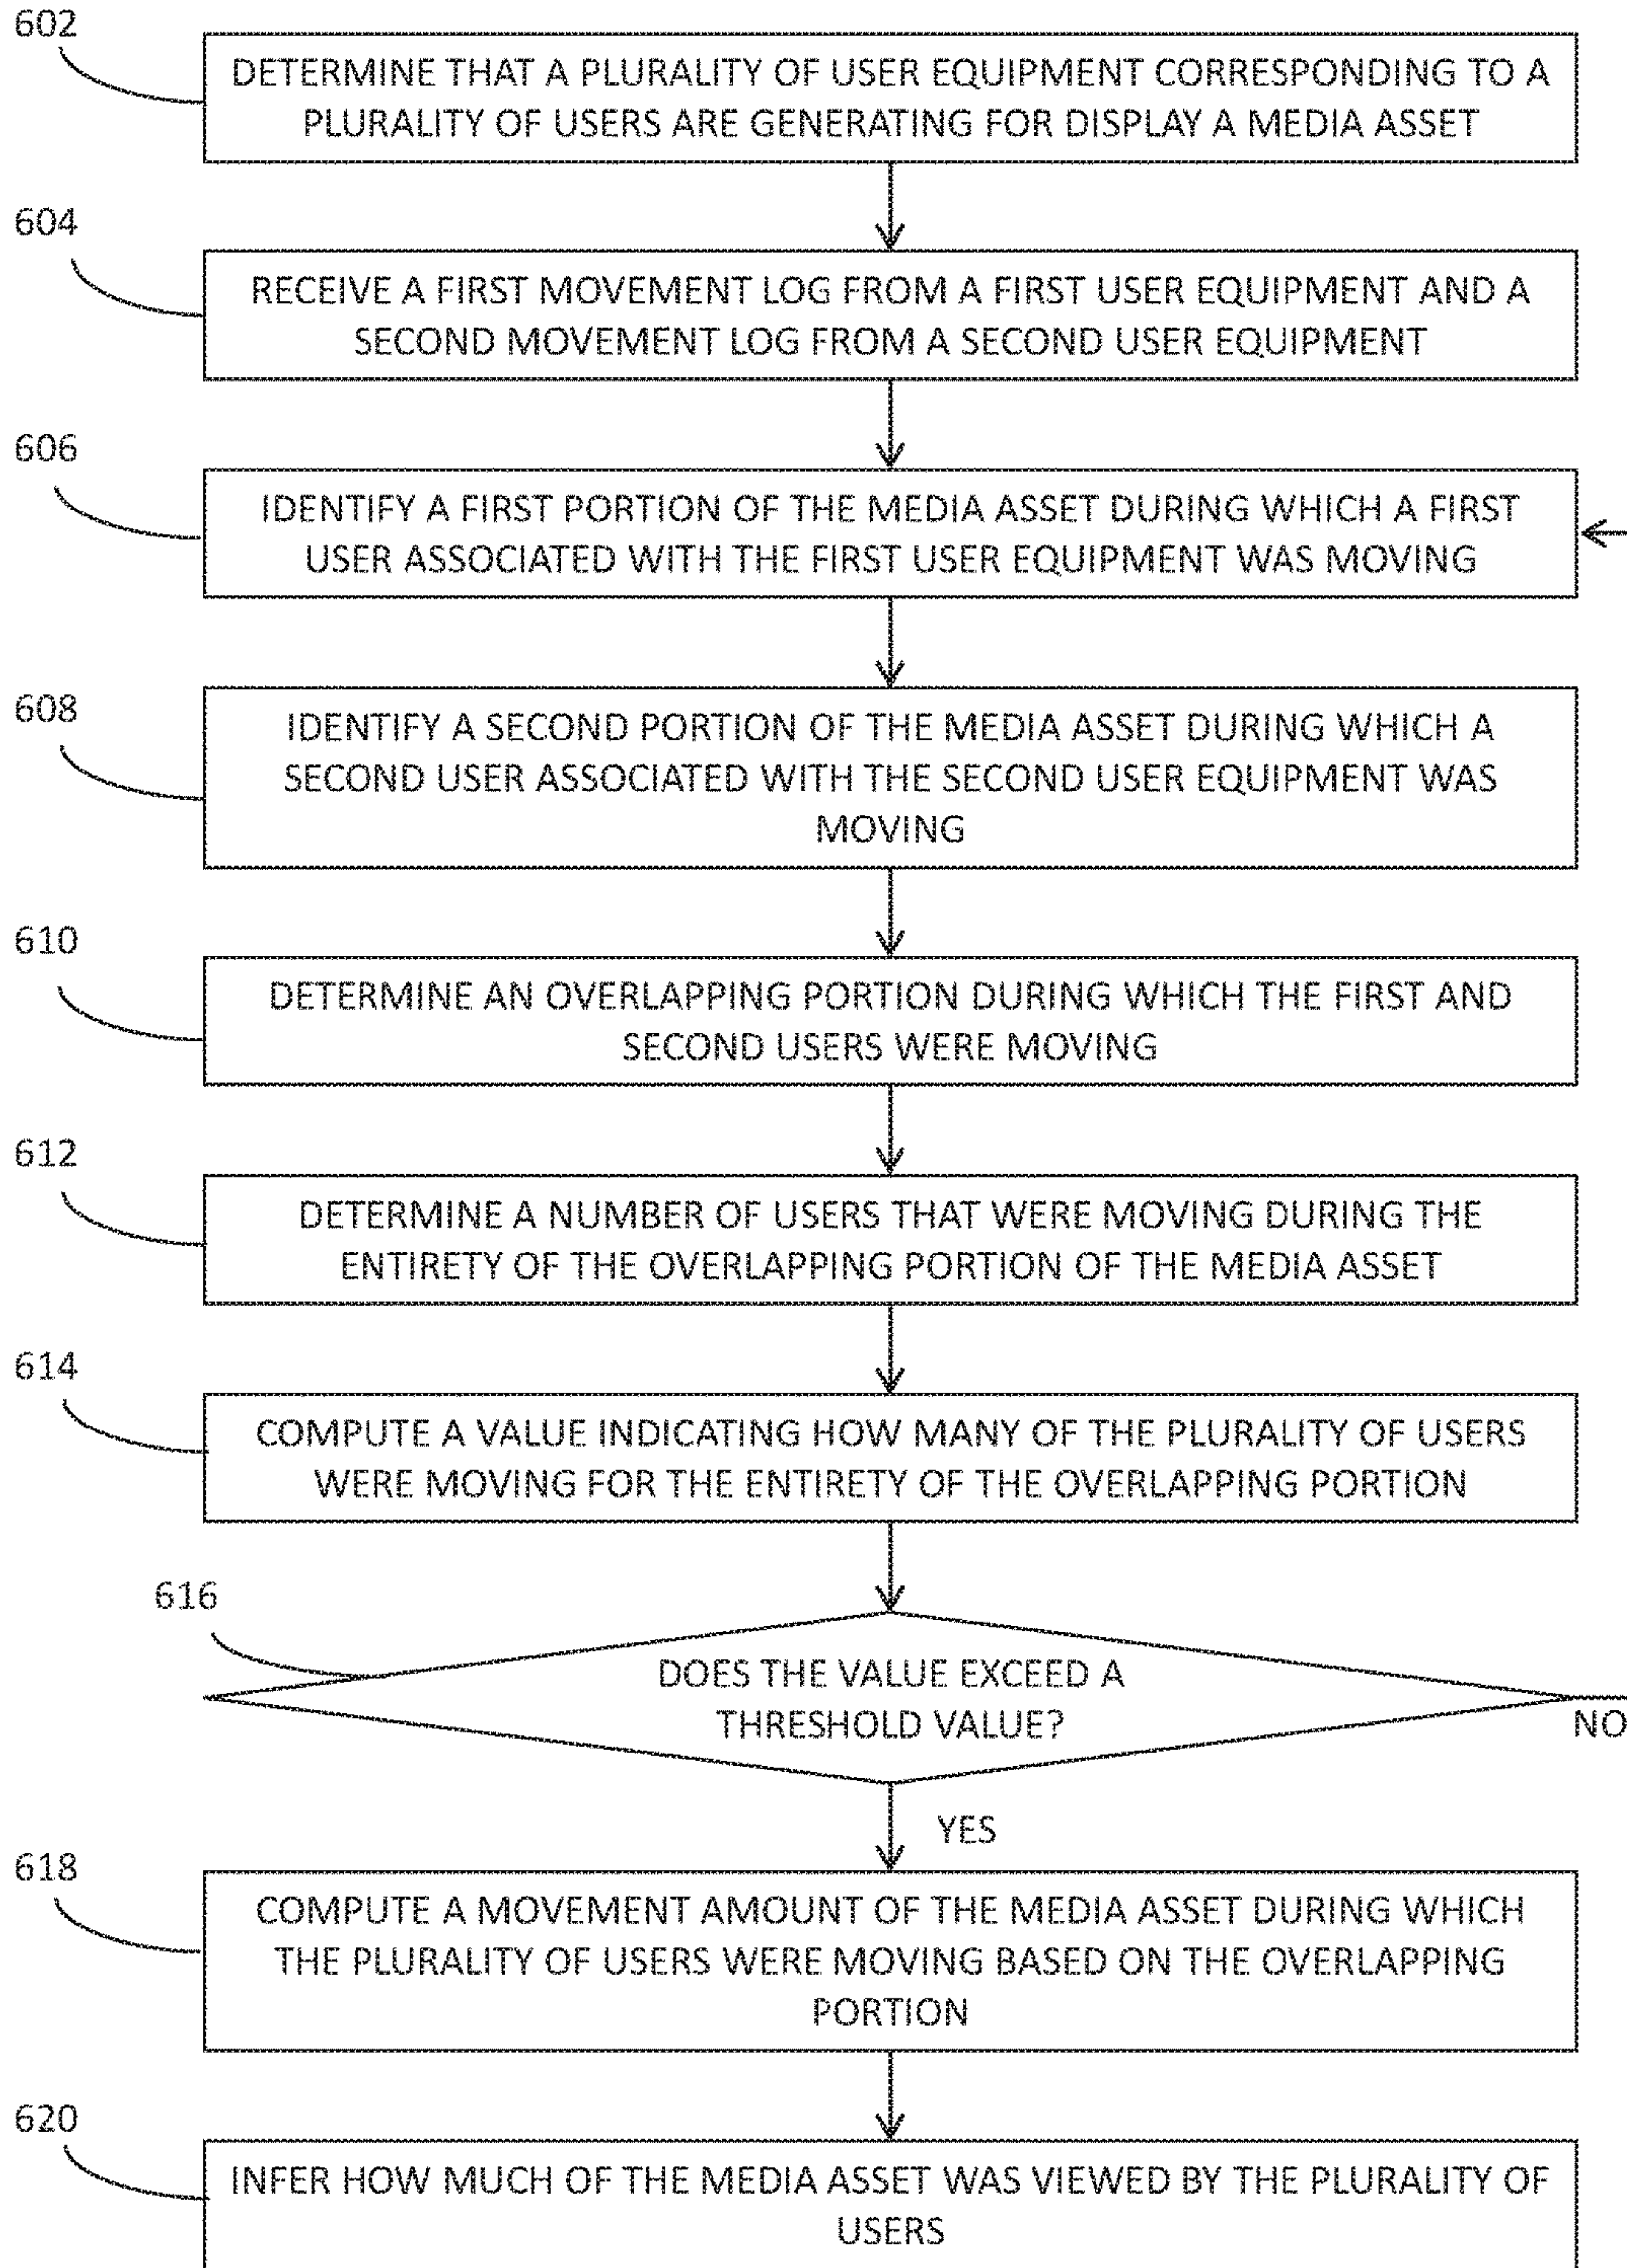 602
DETERMINE THAT A PLURALITY OF USER EQUIPMENT CORRESPONDING TO A
PLURALITY OF USERS ARE GENERATING FOR DISPLAY A MEDIA ASSET
604
RECEIVE A FIRST MOVEMENT LOG FROM A FIRST USER EQUIPMENT AND A
SECOND MOVEMENT LOG FROM A SECOND USER EQUIPMENT
606
IDENTIFY A FIRST PORTION OF THE MEDIA ASSET DURING WHICH A FIRST
USER ASSOCIATED WITH THE FIRST USER EQUIPMENT WAS MOVING
608
IDENTIFY A SECOND PORTION OF THE MEDIA ASSET DURING WHICH A
SECOND USER ASSOCIATED WITH THE SECOND USER EQUIPMENT WAS
MOVING
610
DETERMINE AN OVERLAPPING PORTION DURING WHICH THE FIRST AND
SECOND USERS WERE MOVING
612
DETERMINE A NUMBER OF USERS THAT WERE MOVING DURING THE
ENTIRETY OF THE OVERLAPPING PORTION OF THE MEDIA ASSET
614
COMPUTE A VALUE INDICATING HOW MANY OF THE PLURALITY OF USERS
WERE MOVING FOR THE ENTIRETY OF THE OVERLAPPING PORTION
616
DOES THE VALUE EXCEED A
THRESHOLD VALUE?
NO
YES
618
COMPUTE A MOVEMENT AMOUNT OF THE MEDIA ASSET DURING WHICH
THE PLURALITY OF USERS WERE MOVING BASED ON THE OVERLAPPING
PORTION
620
INFER HOW MUCH OF THE MEDIA ASSET WAS VIEWED BY THE PLURALITY OF
USERS